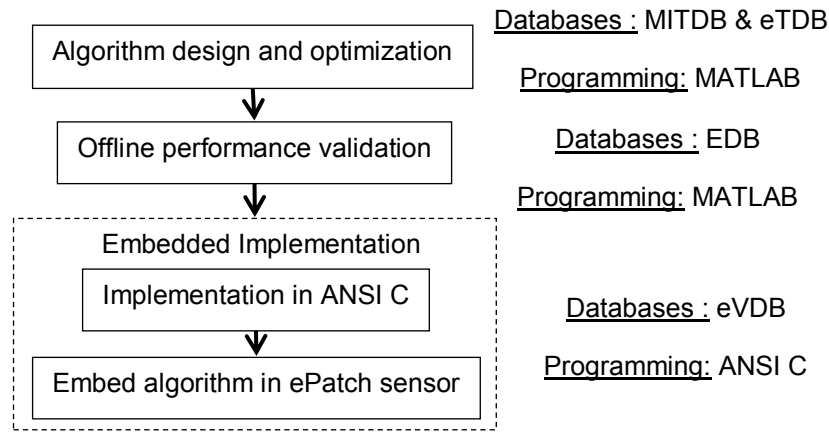 Databases : MITDB & eTDB
Algorithm design and optimization
Programming: MATLAB
Databases : EDB
Offline performance validation
Programming: MATLAB
Embedded Implementation
Implementation in ANSI C
Databases : eVDB
Programming: ANSI C
Embed algorithm in ePatch sensor